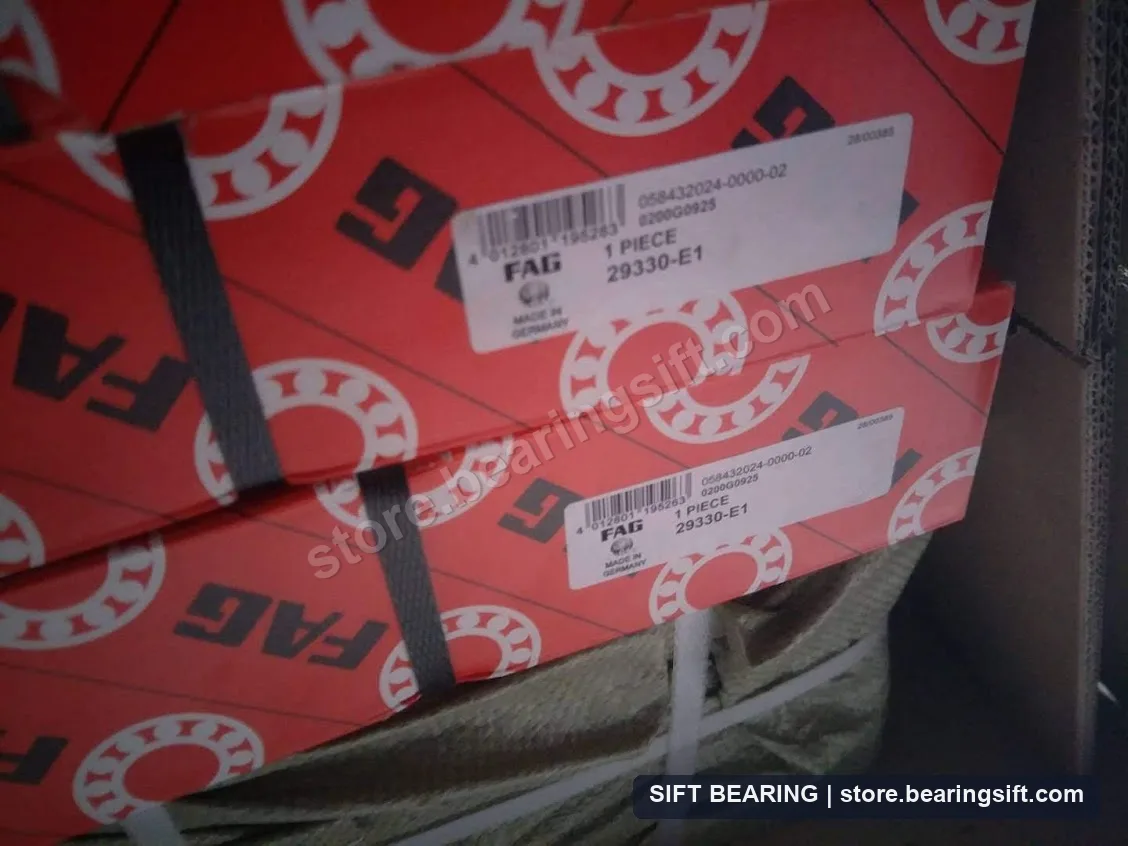 28/00385
058432024-0000-02
0200G0925
4 012801 195263
1 PIECE
FAG
29330-E1
MADE IN
GERMANY
FAG
FAG
store.bearingsift.com
28/00385
058432024-0000-02
0200G0925
4 012801 195263
1 PIECE
FAG
29330-E1
MADE IN
GERMANY
FAG
SIFT BEARING | store.bearingsift.com